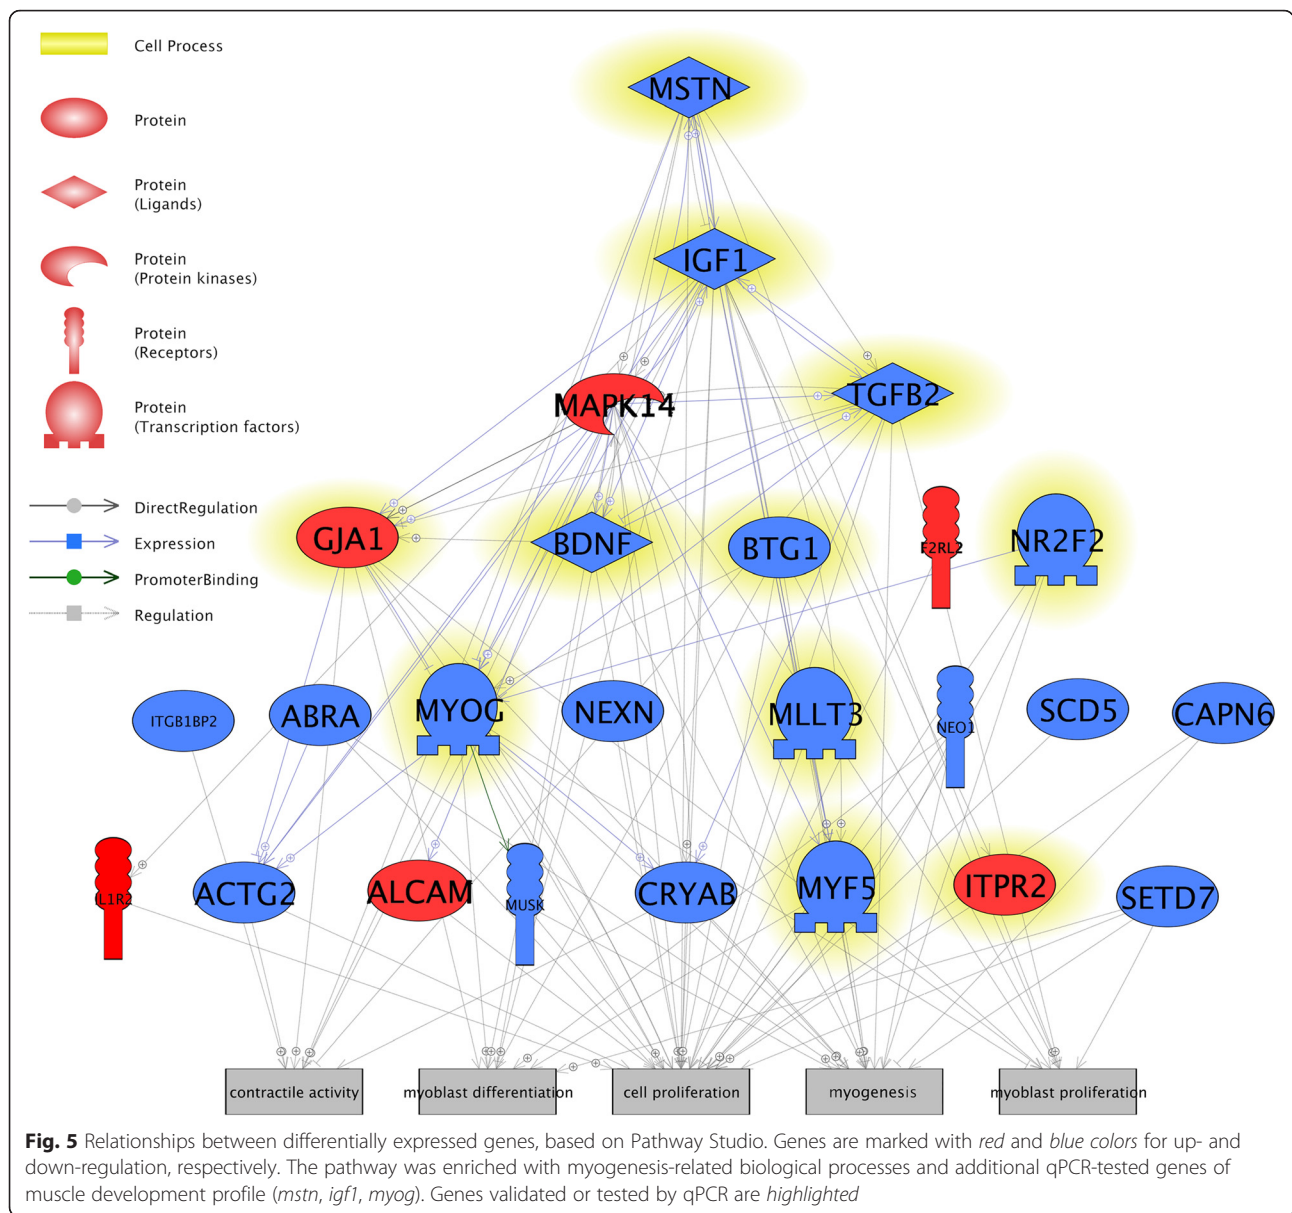 Cell Process
Protein
Protein
(Ligands)
Protein
(Protein kinases)
Protein
(Receptors)
Protein
(Transcription factors)
DirectRegulation
Expression
PromoterBinding
Regulation
MSTN
IGF1
MAPK14
TGFB2
GJA1
BDNF
BTG1
F2RL2
NR2F2
ITGB1BP2
ABRA
MYOG
NEXN
MLLT3
NEO1
SCD5
CAPN6
IL1R2
ACTG2
ALCAM
MUSK
CRYAB
MYF5
ITPR2
SETD7
contractile activity
myoblast differentiation
cell proliferation
myogenesis
myoblast proliferation
Fig. 5 Relationships between differentially expressed genes, based on Pathway Studio. Genes are marked with red and blue colors for up- and
down-regulation, respectively. The pathway was enriched with myogenesis-related biological processes and additional qPCR-tested genes of
muscle development profile (mstn, igf1, myog). Genes validated or tested by qPCR are highlighted